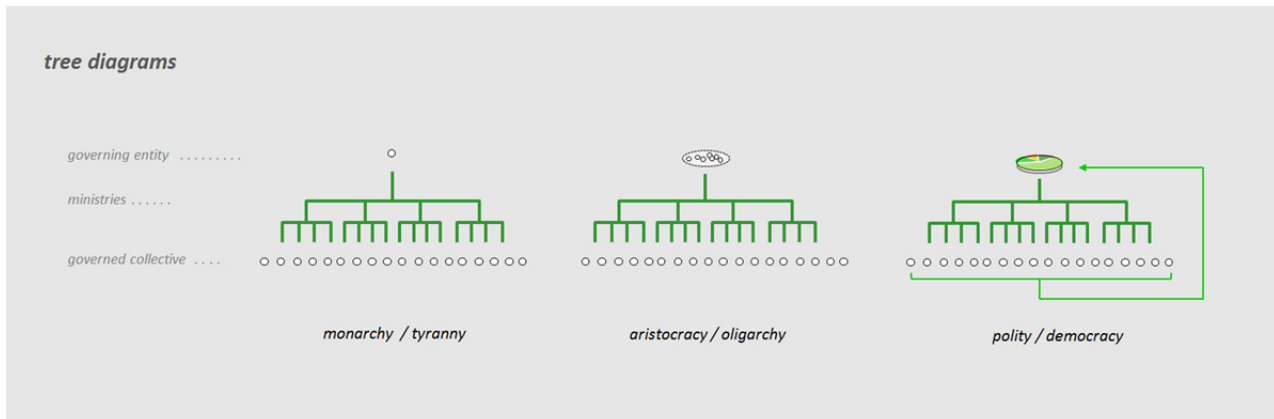 tree diagrams
governing entity . . . . . . . . .
ministries . . . . . .
governed collective . . . .
monarchy / tyranny
aristocracy / oligarchy
polity / democracy